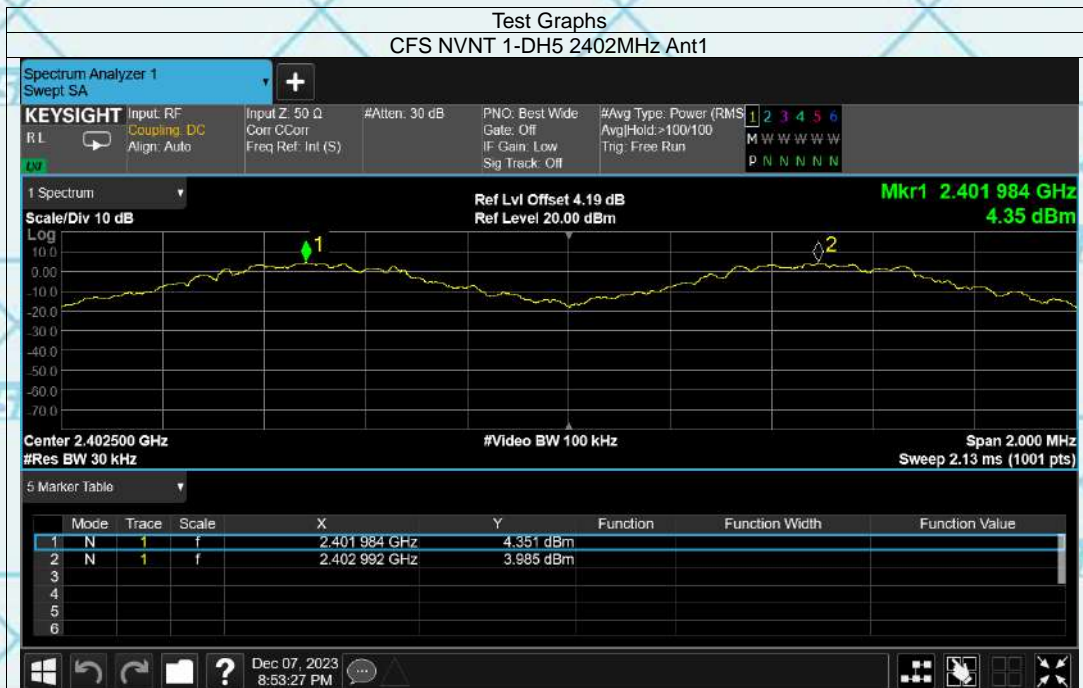 Test Graphs
CFS NVNT 1-DH5 2402MHz Ant1
Spectrum Analyzer 1
Swept SA
+
KEYSIGHT Input: RF Input Z: 50 Ω #Atten: 30 dB PNO: Best Wide #Avg Type: Power (RMS 1 2 3 4 5 6
RL Coupling: DC Corr CCorr Gate: Off Avg|Hold:>100/100 M W W W W W
Align: Auto Freq Ref: Int (S) IF Gain: Low Trig: Free Run
Sig Track: Off P N N N N N
LXI
1 Spectrum Ref Lvl Offset 4.19 dB Mkr1 2.401 984 GHz
Scale/Div 10 dB Ref Level 20.00 dBm 4.35 dBm
Log
10.0
0.00
-10.0
-20.0
-30.0
-40.0
-50.0
-60.0
-70.0
1
2
Center 2.402500 GHz #Video BW 100 kHz Span 2.000 MHz
#Res BW 30 kHz Sweep 2.13 ms (1001 pts)
5 Marker Table
Mode Trace Scale X Y Function Function Width Function Value
1 N 1 f 2.401 984 GHz 4.351 dBm
2 N 1 f 2.402 992 GHz 3.985 dBm
3
4
5
6
? Dec 07, 2023
8:53:27 PM